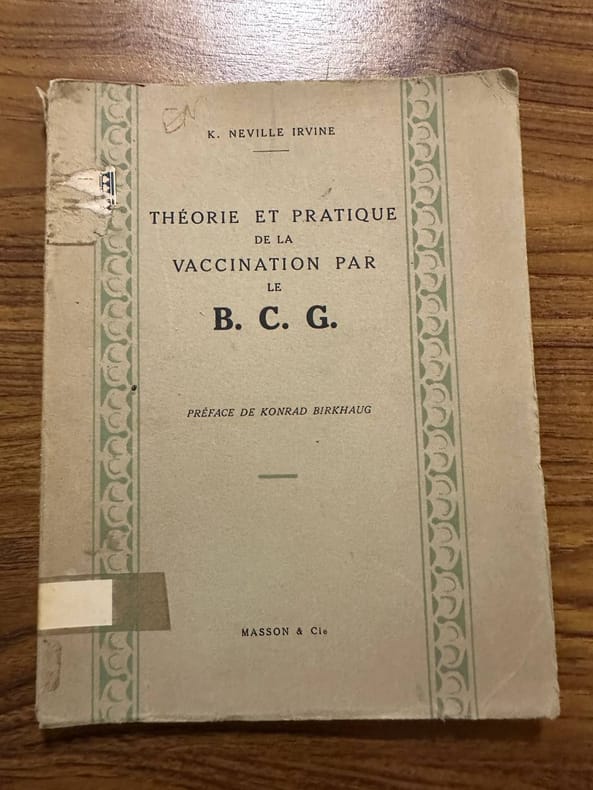 K. NEVILLE IRVINE
THÉORIE ET PRATIQUE
DE LA
VACCINATION PAR
LE
B. C. G.
PRÉFACE DE KONRAD BIRKHAUG
MASSON & Cie